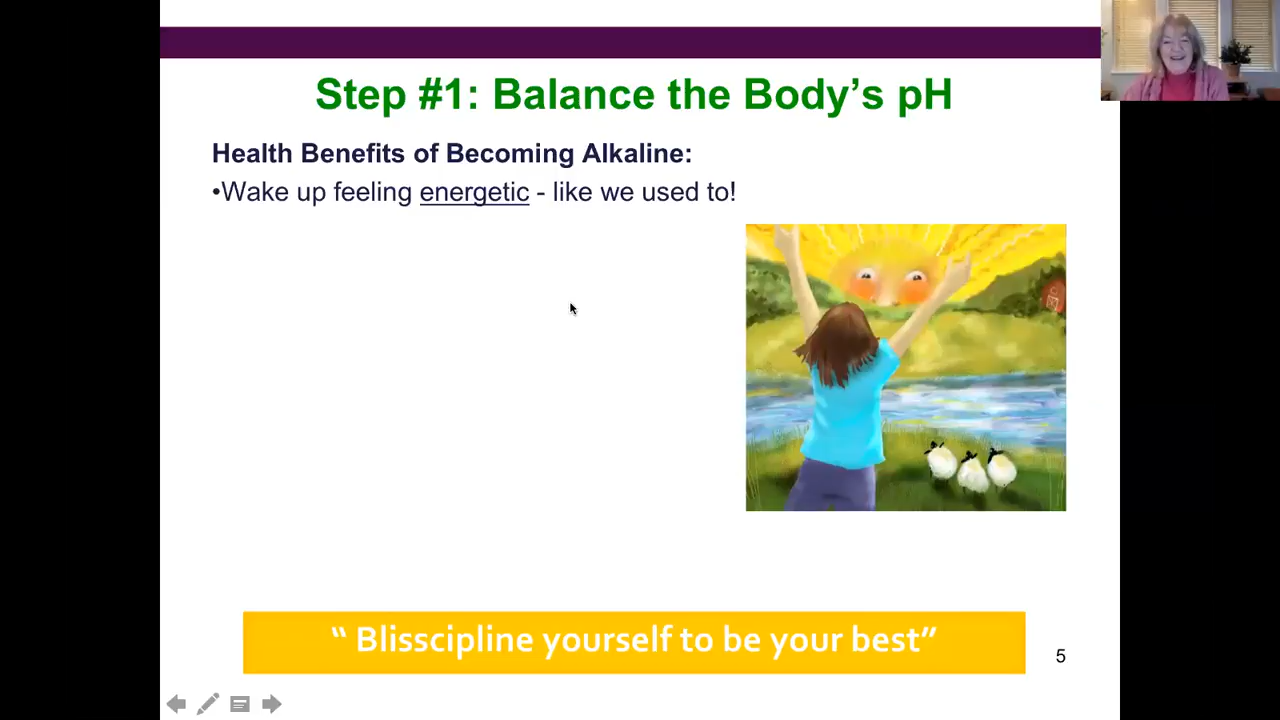 Step #1: Balance the Body’s pH
Health Benefits of Becoming Alkaline:
•Wake up feeling energetic - like we used to!
“ Blisscipline yourself to be your best”
5